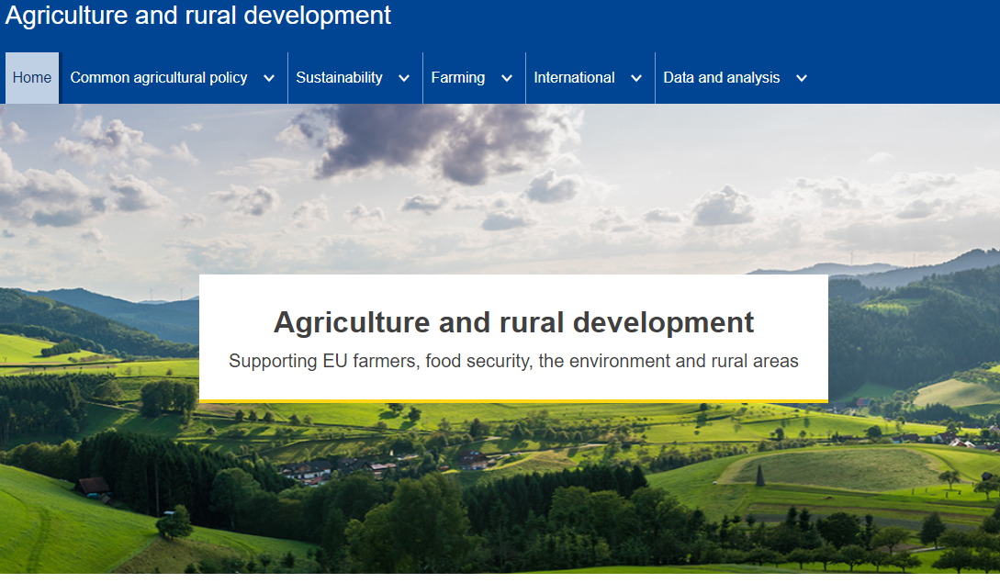 Agriculture and rural development
Home Common agricultural policy Sustainability Farming International Data and analysis
Agriculture and rural development
Supporting EU farmers, food security, the environment and rural areas